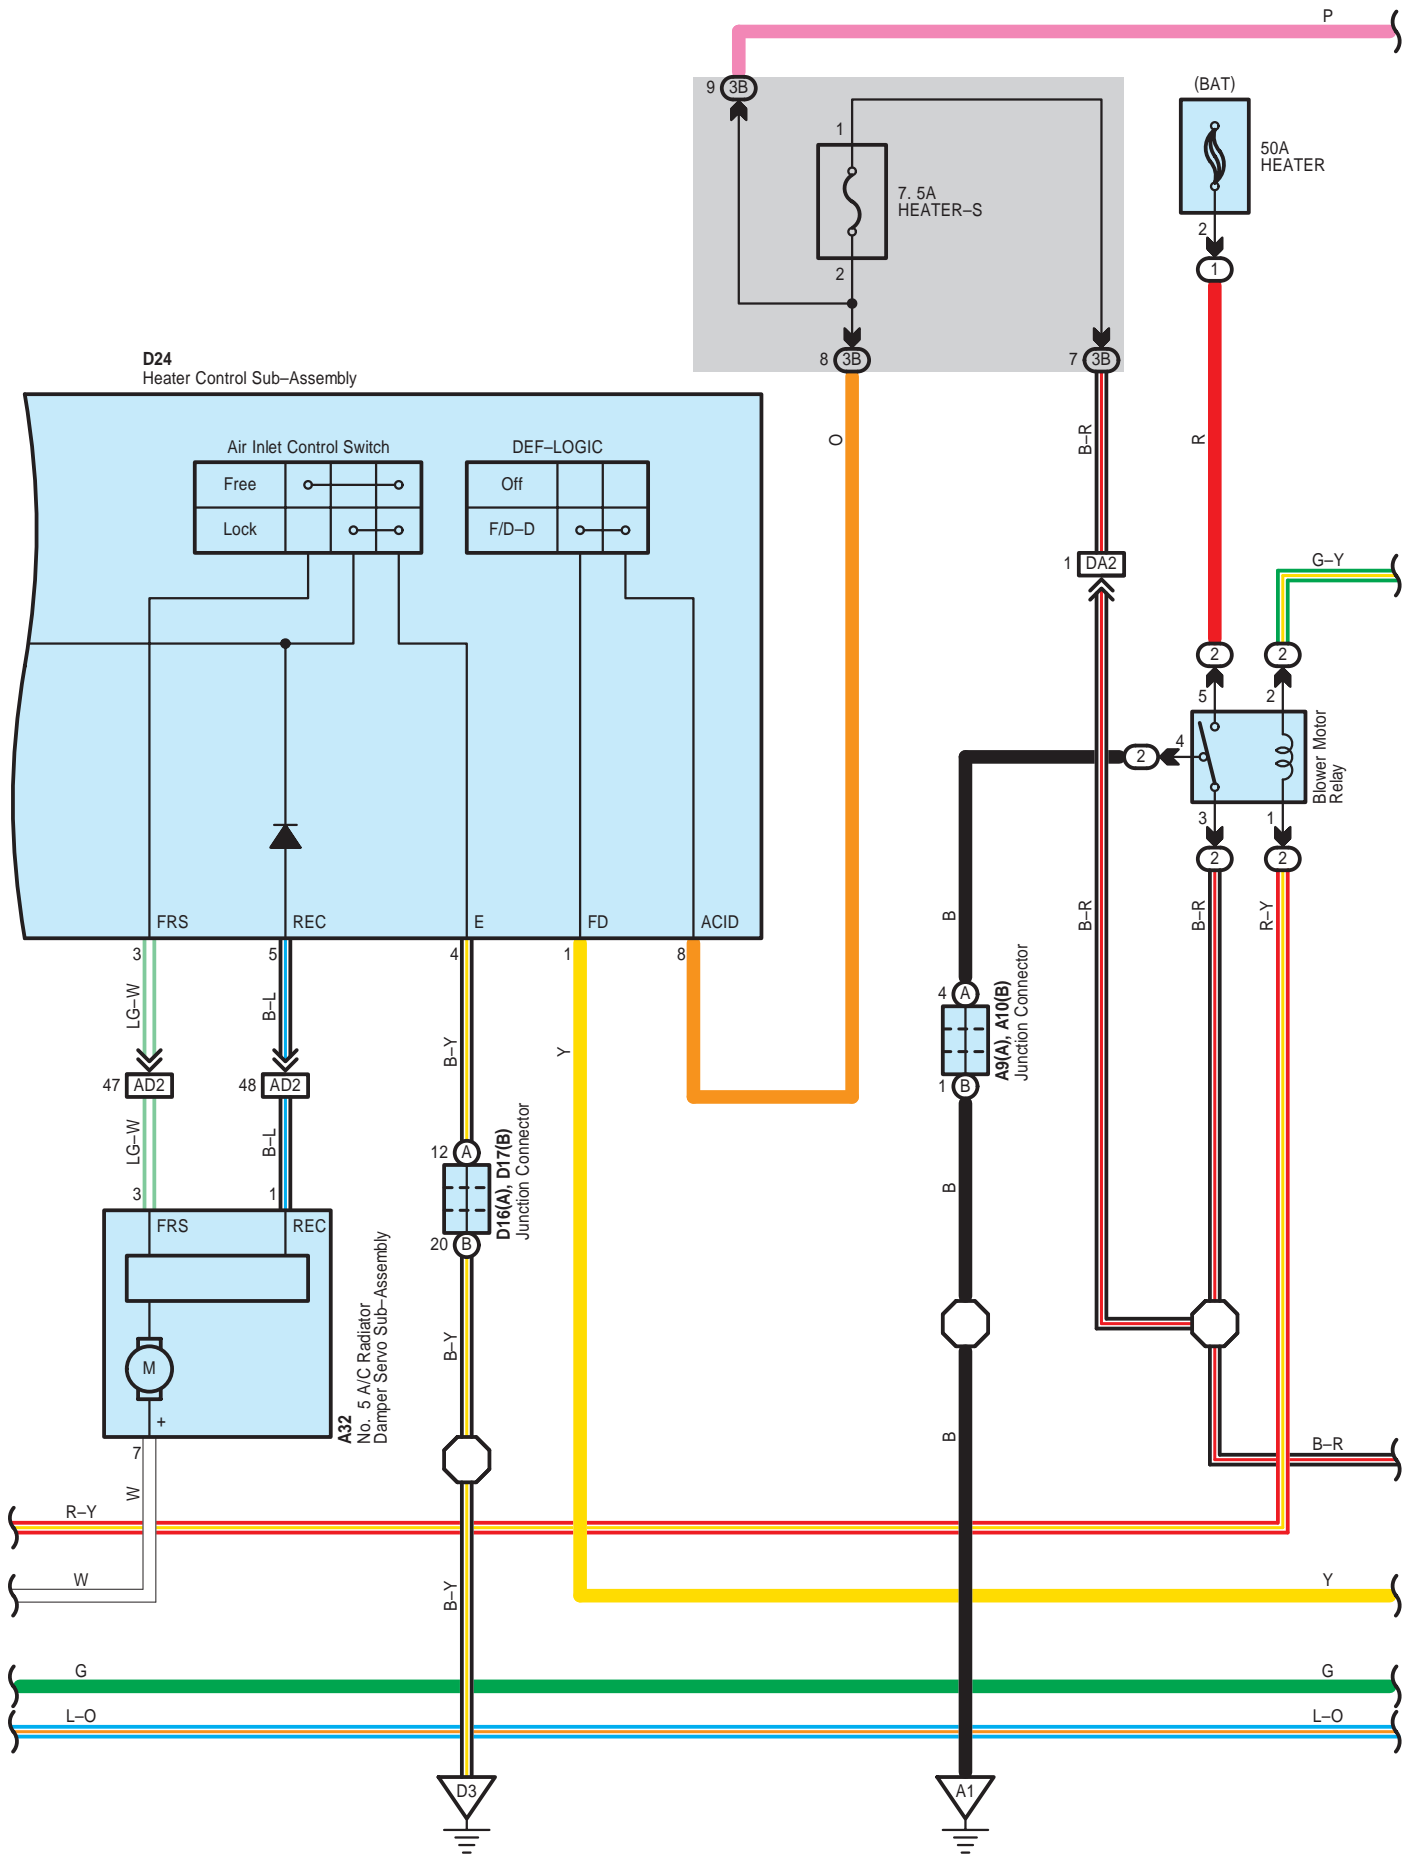 P
9 3B
(BAT)
1
50A
HEATER
7. 5A
HEATER–S
2
2
1
8 3B
7 3B
D24
Heater Control Sub–Assembly
O
B–R
R
Air Inlet Control Switch
DEF–LOGIC
Free
Off
Lock
F/D–D
1 DA2
G–Y
2
2
5
2
4
2
Blower Motor
Relay
3
1
2
2
FRS
REC
E
FD
ACID
B
B–R
B–R
R–Y
3
5
4
1
8
LG–W
B–L
B–Y
Y
4 A
A9(A), A10(B)
Junction Connector
1 B
47 AD2
48 AD2
LG–W
B–L
12 A
D16(A), D17(B)
Junction Connector
20 B
B
3
1
FRS
REC
M
+
A32
No. 5 A/C Radiator
Damper Servo Sub–Assembly
B–Y
B
B–R
7
W
R–Y
W
B–Y
Y
G
G
L–O
L–O
D3
A1